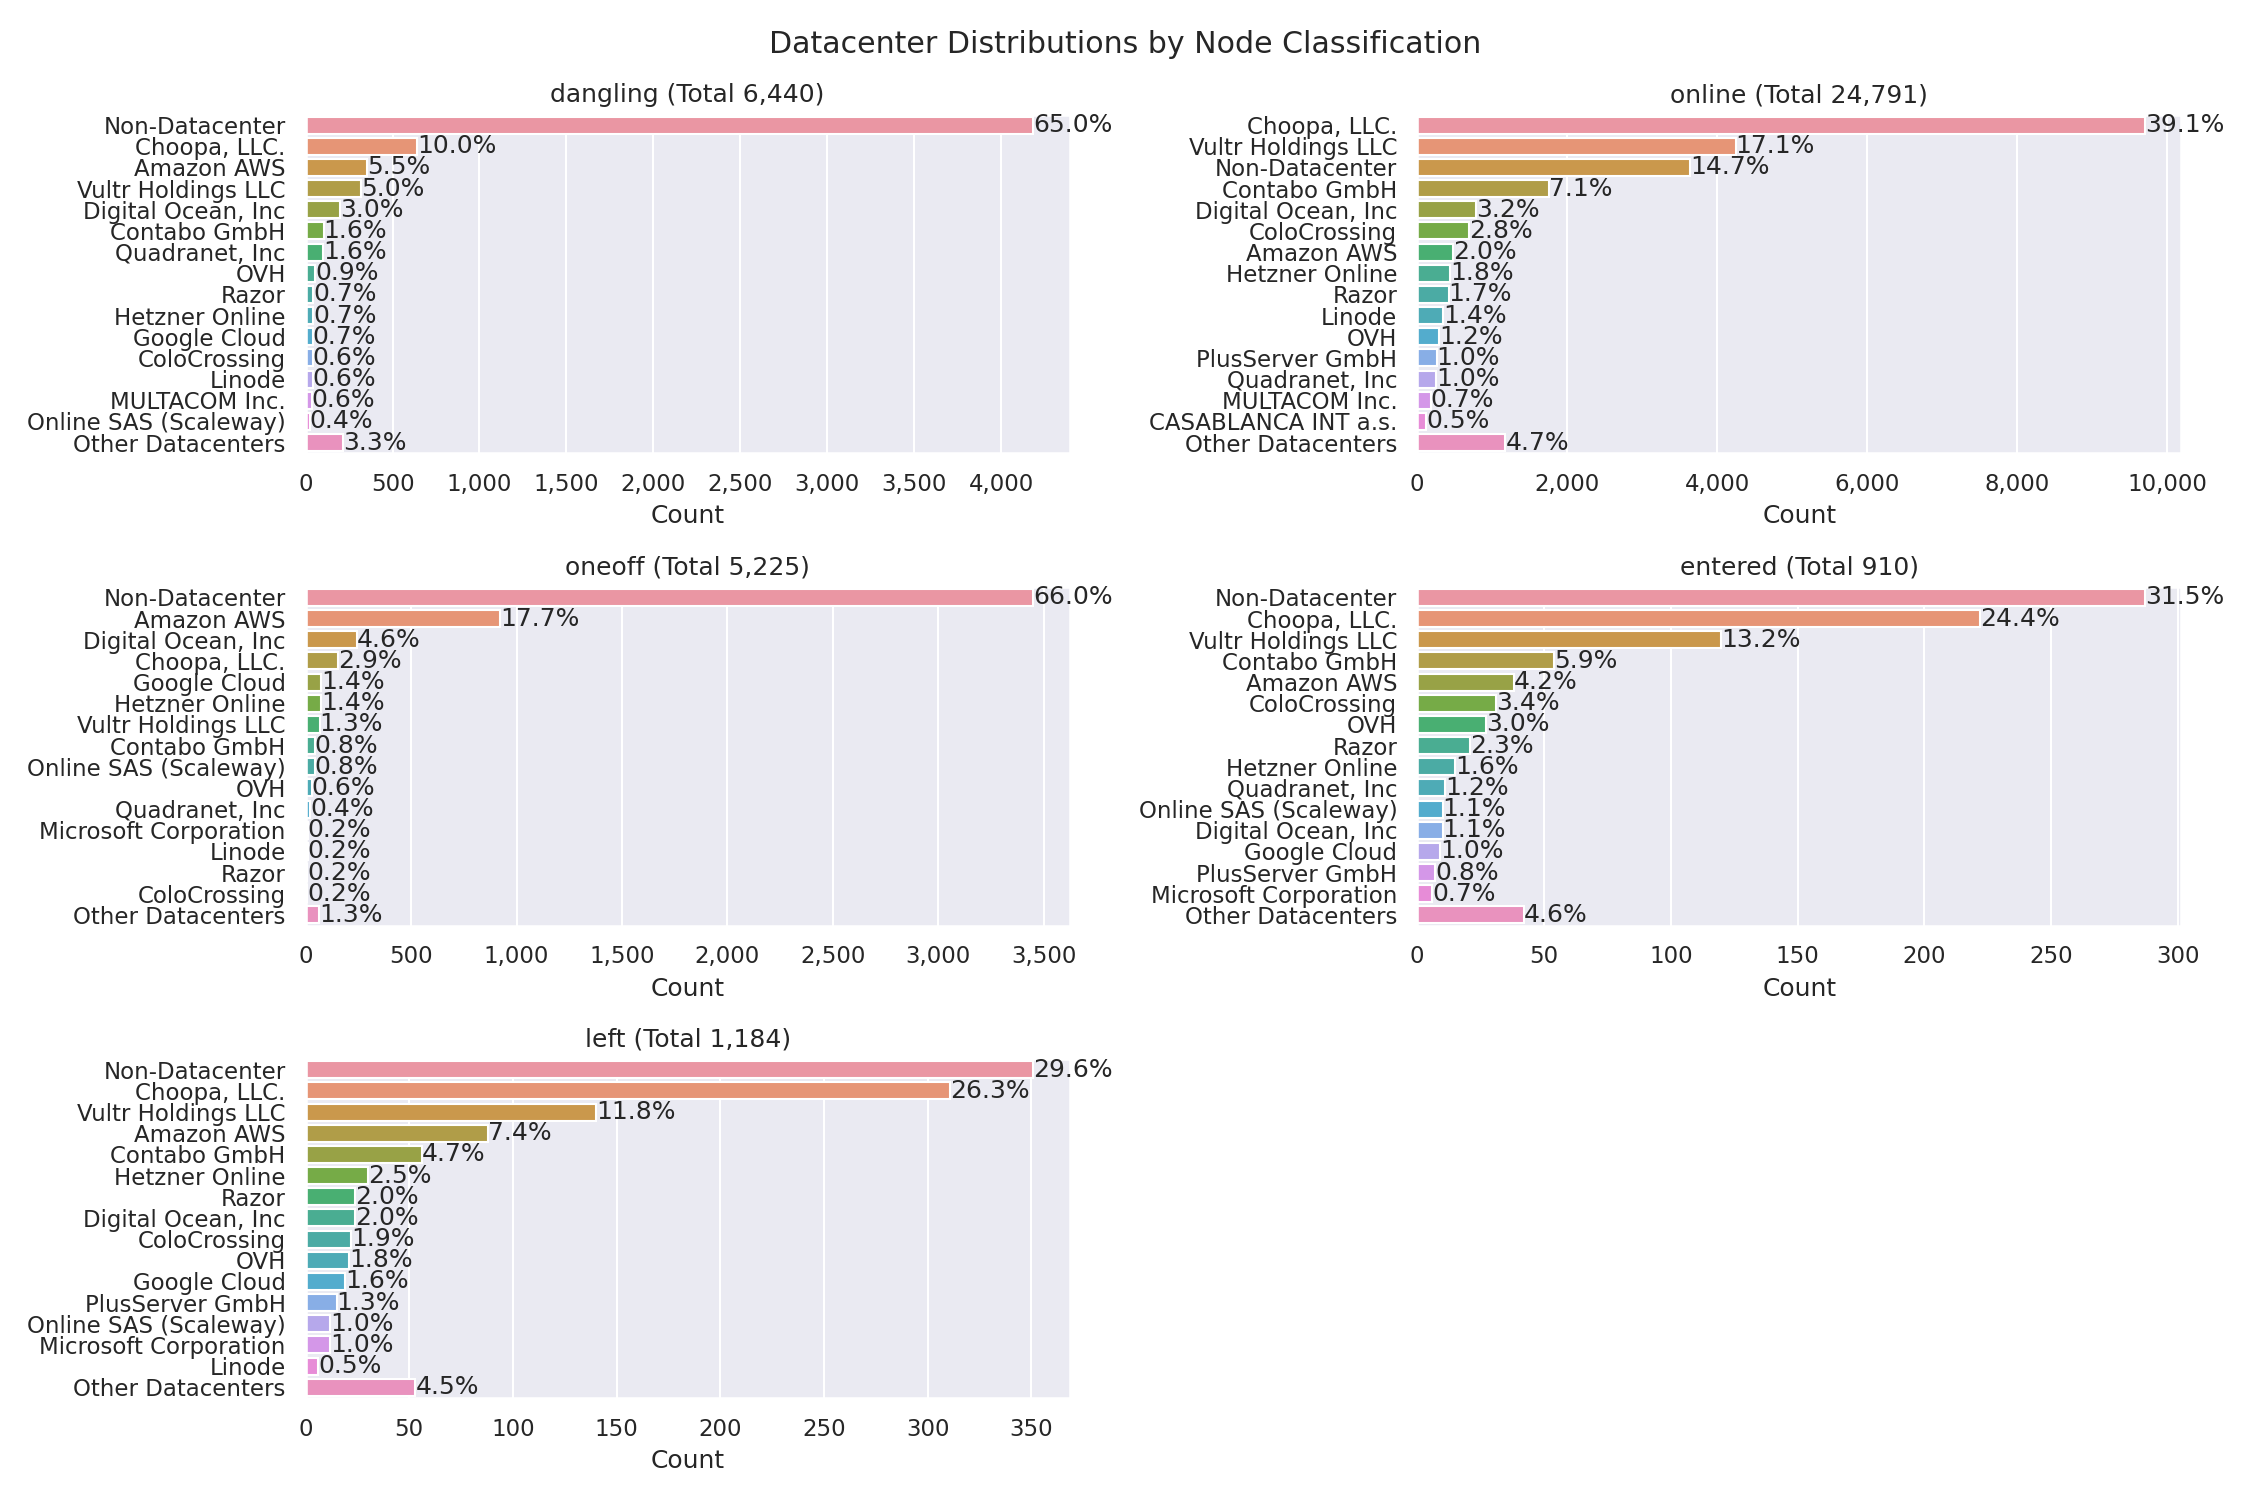 Datacenter Distributions by Node Classification
dangling (Total 6,440)
Non-Datacenter 65.0%
Choopa, LLC. 10.0%
Amazon AWS 5.5%
Vultr Holdings LLC 5.0%
Digital Ocean, Inc 3.0%
Contabo GmbH 1.6%
Quadranet, Inc 1.6%
OVH 0.9%
Razor 0.7%
Hetzner Online 0.7%
Google Cloud 0.7%
ColoCrossing 0.6%
Linode 0.6%
MULTACOM Inc. 0.6%
Online SAS (Scaleway) 0.4%
Other Datacenters 3.3%
0 500 1,000 1,500 2,000 2,500 3,000 3,500 4,000
Count
online (Total 24,791)
Choopa, LLC. 39.1%
Vultr Holdings LLC 17.1%
Non-Datacenter 14.7%
Contabo GmbH 7.1%
Digital Ocean, Inc 3.2%
ColoCrossing 2.8%
Amazon AWS 2.0%
Hetzner Online 1.8%
Razor 1.7%
Linode 1.4%
OVH 1.2%
PlusServer GmbH 1.0%
Quadranet, Inc 1.0%
MULTACOM Inc. 0.7%
CASABLANCA INT a.s. 0.5%
Other Datacenters 4.7%
0 2,000 4,000 6,000 8,000 10,000
Count
oneoff (Total 5,225)
Non-Datacenter 66.0%
Amazon AWS 17.7%
Digital Ocean, Inc 4.6%
Choopa, LLC. 2.9%
Google Cloud 1.4%
Hetzner Online 1.4%
Vultr Holdings LLC 1.3%
Contabo GmbH 0.8%
Online SAS (Scaleway) 0.8%
OVH 0.6%
Quadranet, Inc 0.4%
Microsoft Corporation 0.2%
Linode 0.2%
Razor 0.2%
ColoCrossing 0.2%
Other Datacenters 1.3%
0 500 1,000 1,500 2,000 2,500 3,000 3,500
Count
entered (Total 910)
Non-Datacenter 31.5%
Choopa, LLC. 24.4%
Vultr Holdings LLC 13.2%
Contabo GmbH 5.9%
Amazon AWS 4.2%
ColoCrossing 3.4%
OVH 3.0%
Razor 2.3%
Hetzner Online 1.6%
Quadranet, Inc 1.2%
Online SAS (Scaleway) 1.1%
Digital Ocean, Inc 1.1%
Google Cloud 1.0%
PlusServer GmbH 0.8%
Microsoft Corporation 0.7%
Other Datacenters 4.6%
0 50 100 150 200 250 300
Count
left (Total 1,184)
Non-Datacenter 29.6%
Choopa, LLC. 26.3%
Vultr Holdings LLC 11.8%
Amazon AWS 7.4%
Contabo GmbH 4.7%
Hetzner Online 2.5%
Razor 2.0%
Digital Ocean, Inc 2.0%
ColoCrossing 1.9%
OVH 1.8%
Google Cloud 1.6%
PlusServer GmbH 1.3%
Online SAS (Scaleway) 1.0%
Microsoft Corporation 1.0%
Linode 0.5%
Other Datacenters 4.5%
0 50 100 150 200 250 300 350
Count